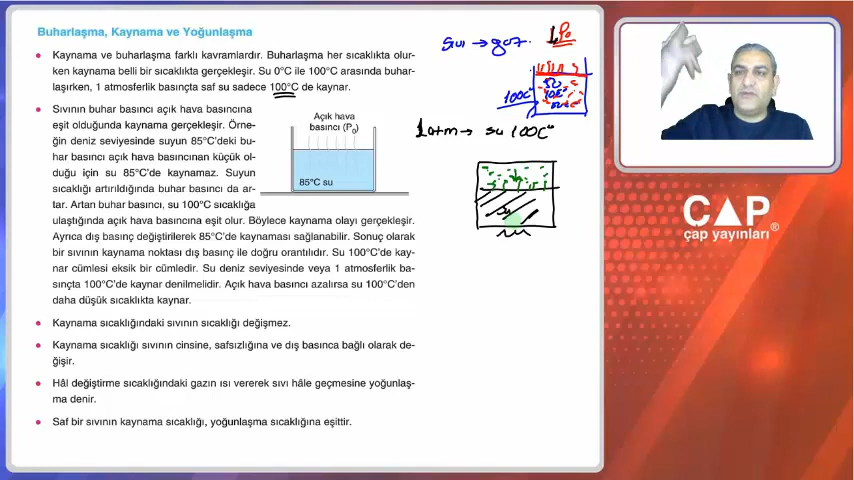 Buharlaşma, Kaynama ve Yoğunlaşma
Kaynama ve buharlaşma farklı kavramlardır. Buharlaşma her sıcaklıkta olur-
ken kaynama belli bir sıcaklıkta gerçekleşir. Su 0°C ile 100°C arasında buhar-
laşırken, 1 atmosferlik basınçta saf su sadece 100°C de kaynar.
Sıvının buhar basıncı açık hava basıncına
eşit olduğunda kaynama gerçekleşir. Örne-
ğin deniz seviyesinde suyun 85°C'deki bu-
har basıncı açık hava basıncınan küçük ol-
duğu için su 85°C'de kaynamaz. Suyun
sıcaklığı artırıldığında buhar basıncı da ar-
tar. Artan buhar basıncı, su 100°C sıcaklığa
ulaştığında açık hava basıncına eşit olur. Böylece kaynama olayı gerçekleşir.
Ayrıca dış basınç değiştirilerek 85°C'de kaynaması sağlanabilir. Sonuç olarak
bir sıvının kaynama noktası dış basınç ile doğru orantılıdır. Su 100°C'de kay-
nar cümlesi eksik bir cümledir. Su deniz seviyesinde veya 1 atmosferlik ba-
sınçta 100°C'de kaynar denilmelidir. Açık hava basıncı azalırsa su 100°C'den
daha düşük sıcaklıkta kaynar.
Açık hava
basıncı (P₀)
85°C su
Kaynama sıcaklığındaki sıvının sıcaklığı değişmez.
Kaynama sıcaklığı sıvının cinsine, safsızlığına ve dış basınca bağlı olarak de-
ğişir.
Hâl değiştirme sıcaklığındaki gazın ısı vererek sıvı hâle geçmesine yoğunlaş-
ma denir.
Saf bir sıvının kaynama sıcaklığı, yoğunlaşma sıcaklığına eşittir.
sıvı → gaz.
P₀
100C°
1 atm → su 100C°
su
ÇAP
çap yayınları®